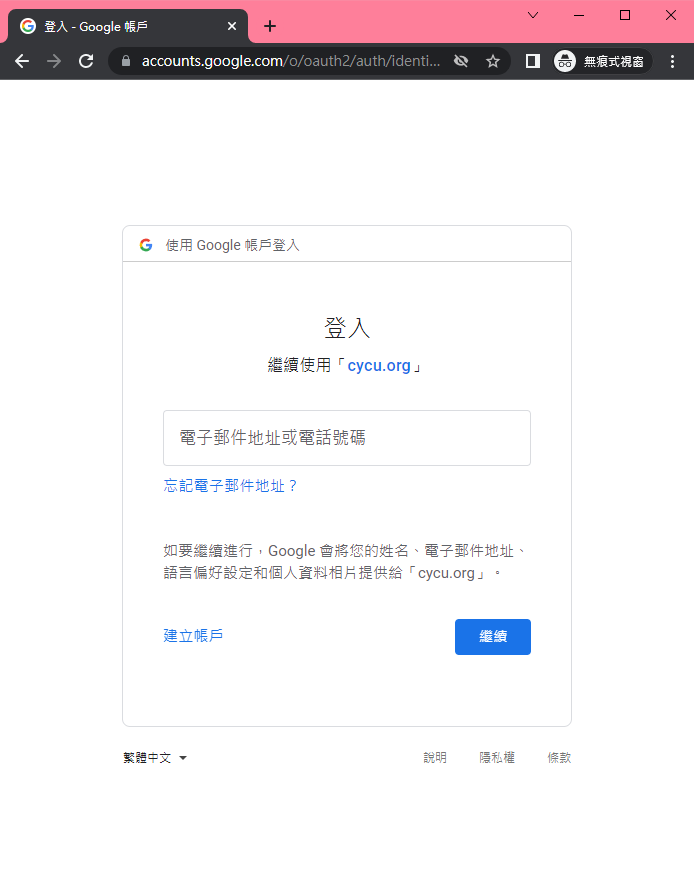 登入 - Google 帳戶
accounts.google.com/o/oauth2/auth/identi...
無痕式視窗
使用 Google 帳戶登入
登入
繼續使用「cycu.org」
電子郵件地址或電話號碼
忘記電子郵件地址？
如要繼續進行，Google 會將您的姓名、電子郵件地址、
語言偏好設定和個人資料相片提供給「cycu.org」。
建立帳戶
繼續
繁體中文
說明
隱私權
條款